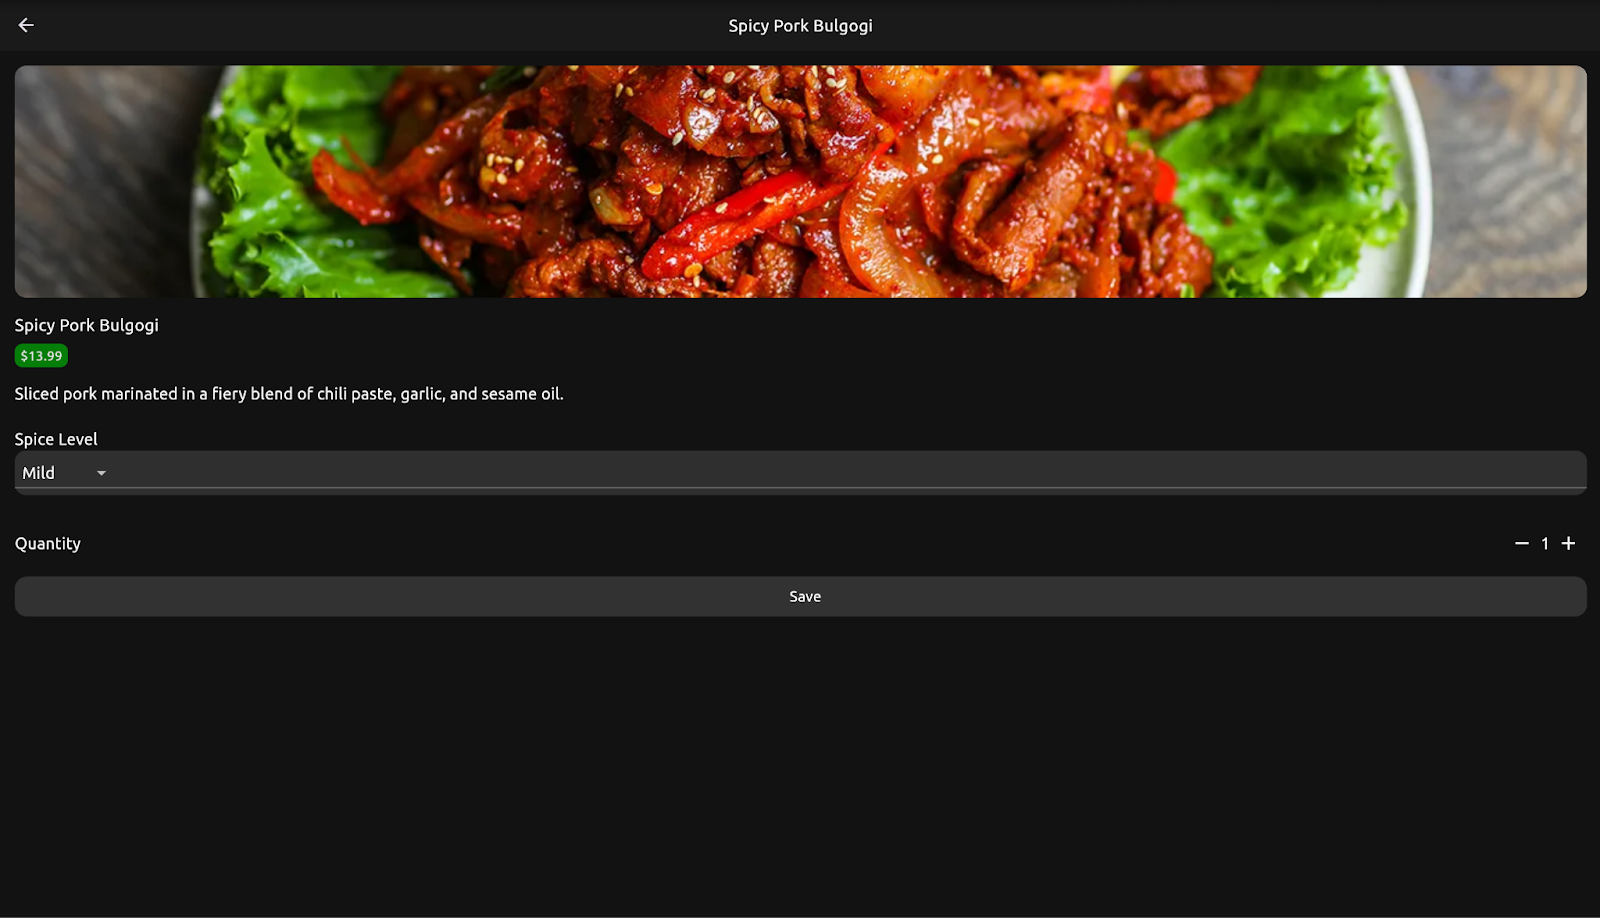 Spicy Pork Bulgogi
Spicy Pork Bulgogi
$13.99
Sliced pork marinated in a fiery blend of chili paste, garlic, and sesame oil.
Spice Level
Mild
Quantity
1
Save